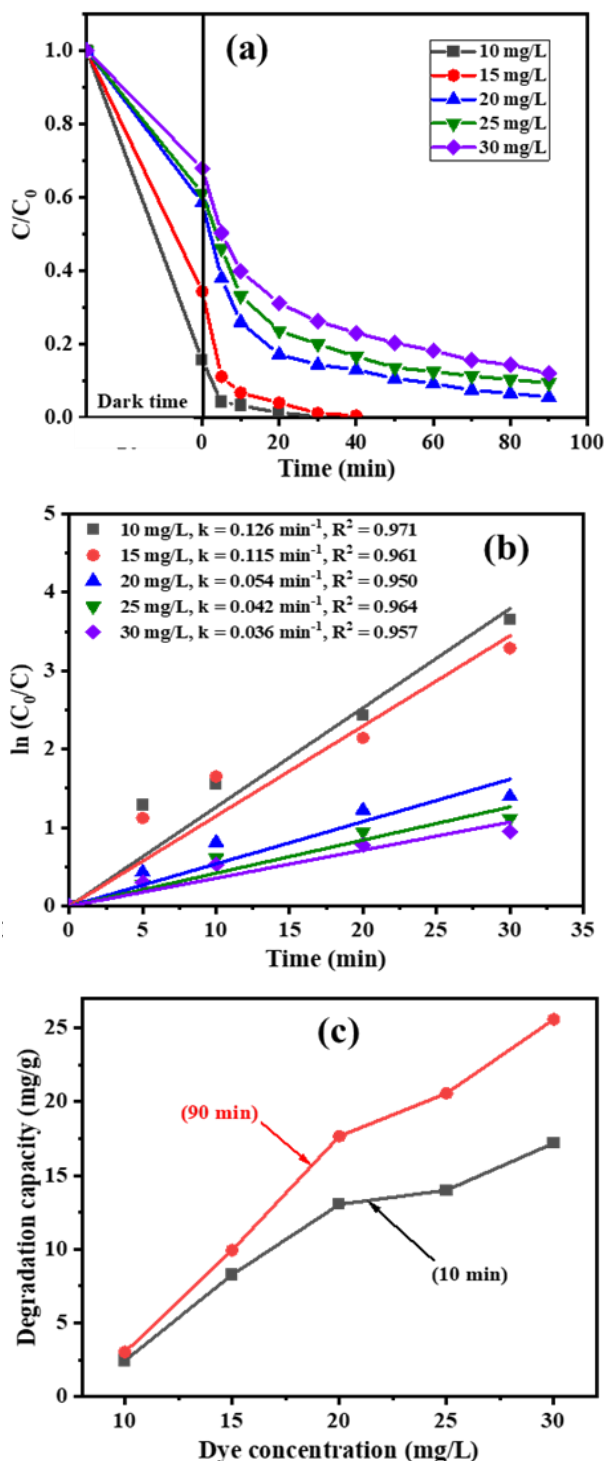 (a)
10 mg/L
15 mg/L
20 mg/L
25 mg/L
30 mg/L
C/C₀
1.0
0.8
0.6
0.4
0.2
0.0
Dark time
0 20 40 60 80 100
Time (min)
(b)
10 mg/L, k = 0.126 min⁻¹, R² = 0.971
15 mg/L, k = 0.115 min⁻¹, R² = 0.961
20 mg/L, k = 0.054 min⁻¹, R² = 0.950
25 mg/L, k = 0.042 min⁻¹, R² = 0.964
30 mg/L, k = 0.036 min⁻¹, R² = 0.957
ln (C₀/C)
5
4
3
2
1
0
0 5 10 15 20 25 30 35
Time (min)
(c)
(90 min)
(10 min)
Degradation capacity (mg/g)
25
20
15
10
5
0
10 15 20 25 30
Dye concentration (mg/L)